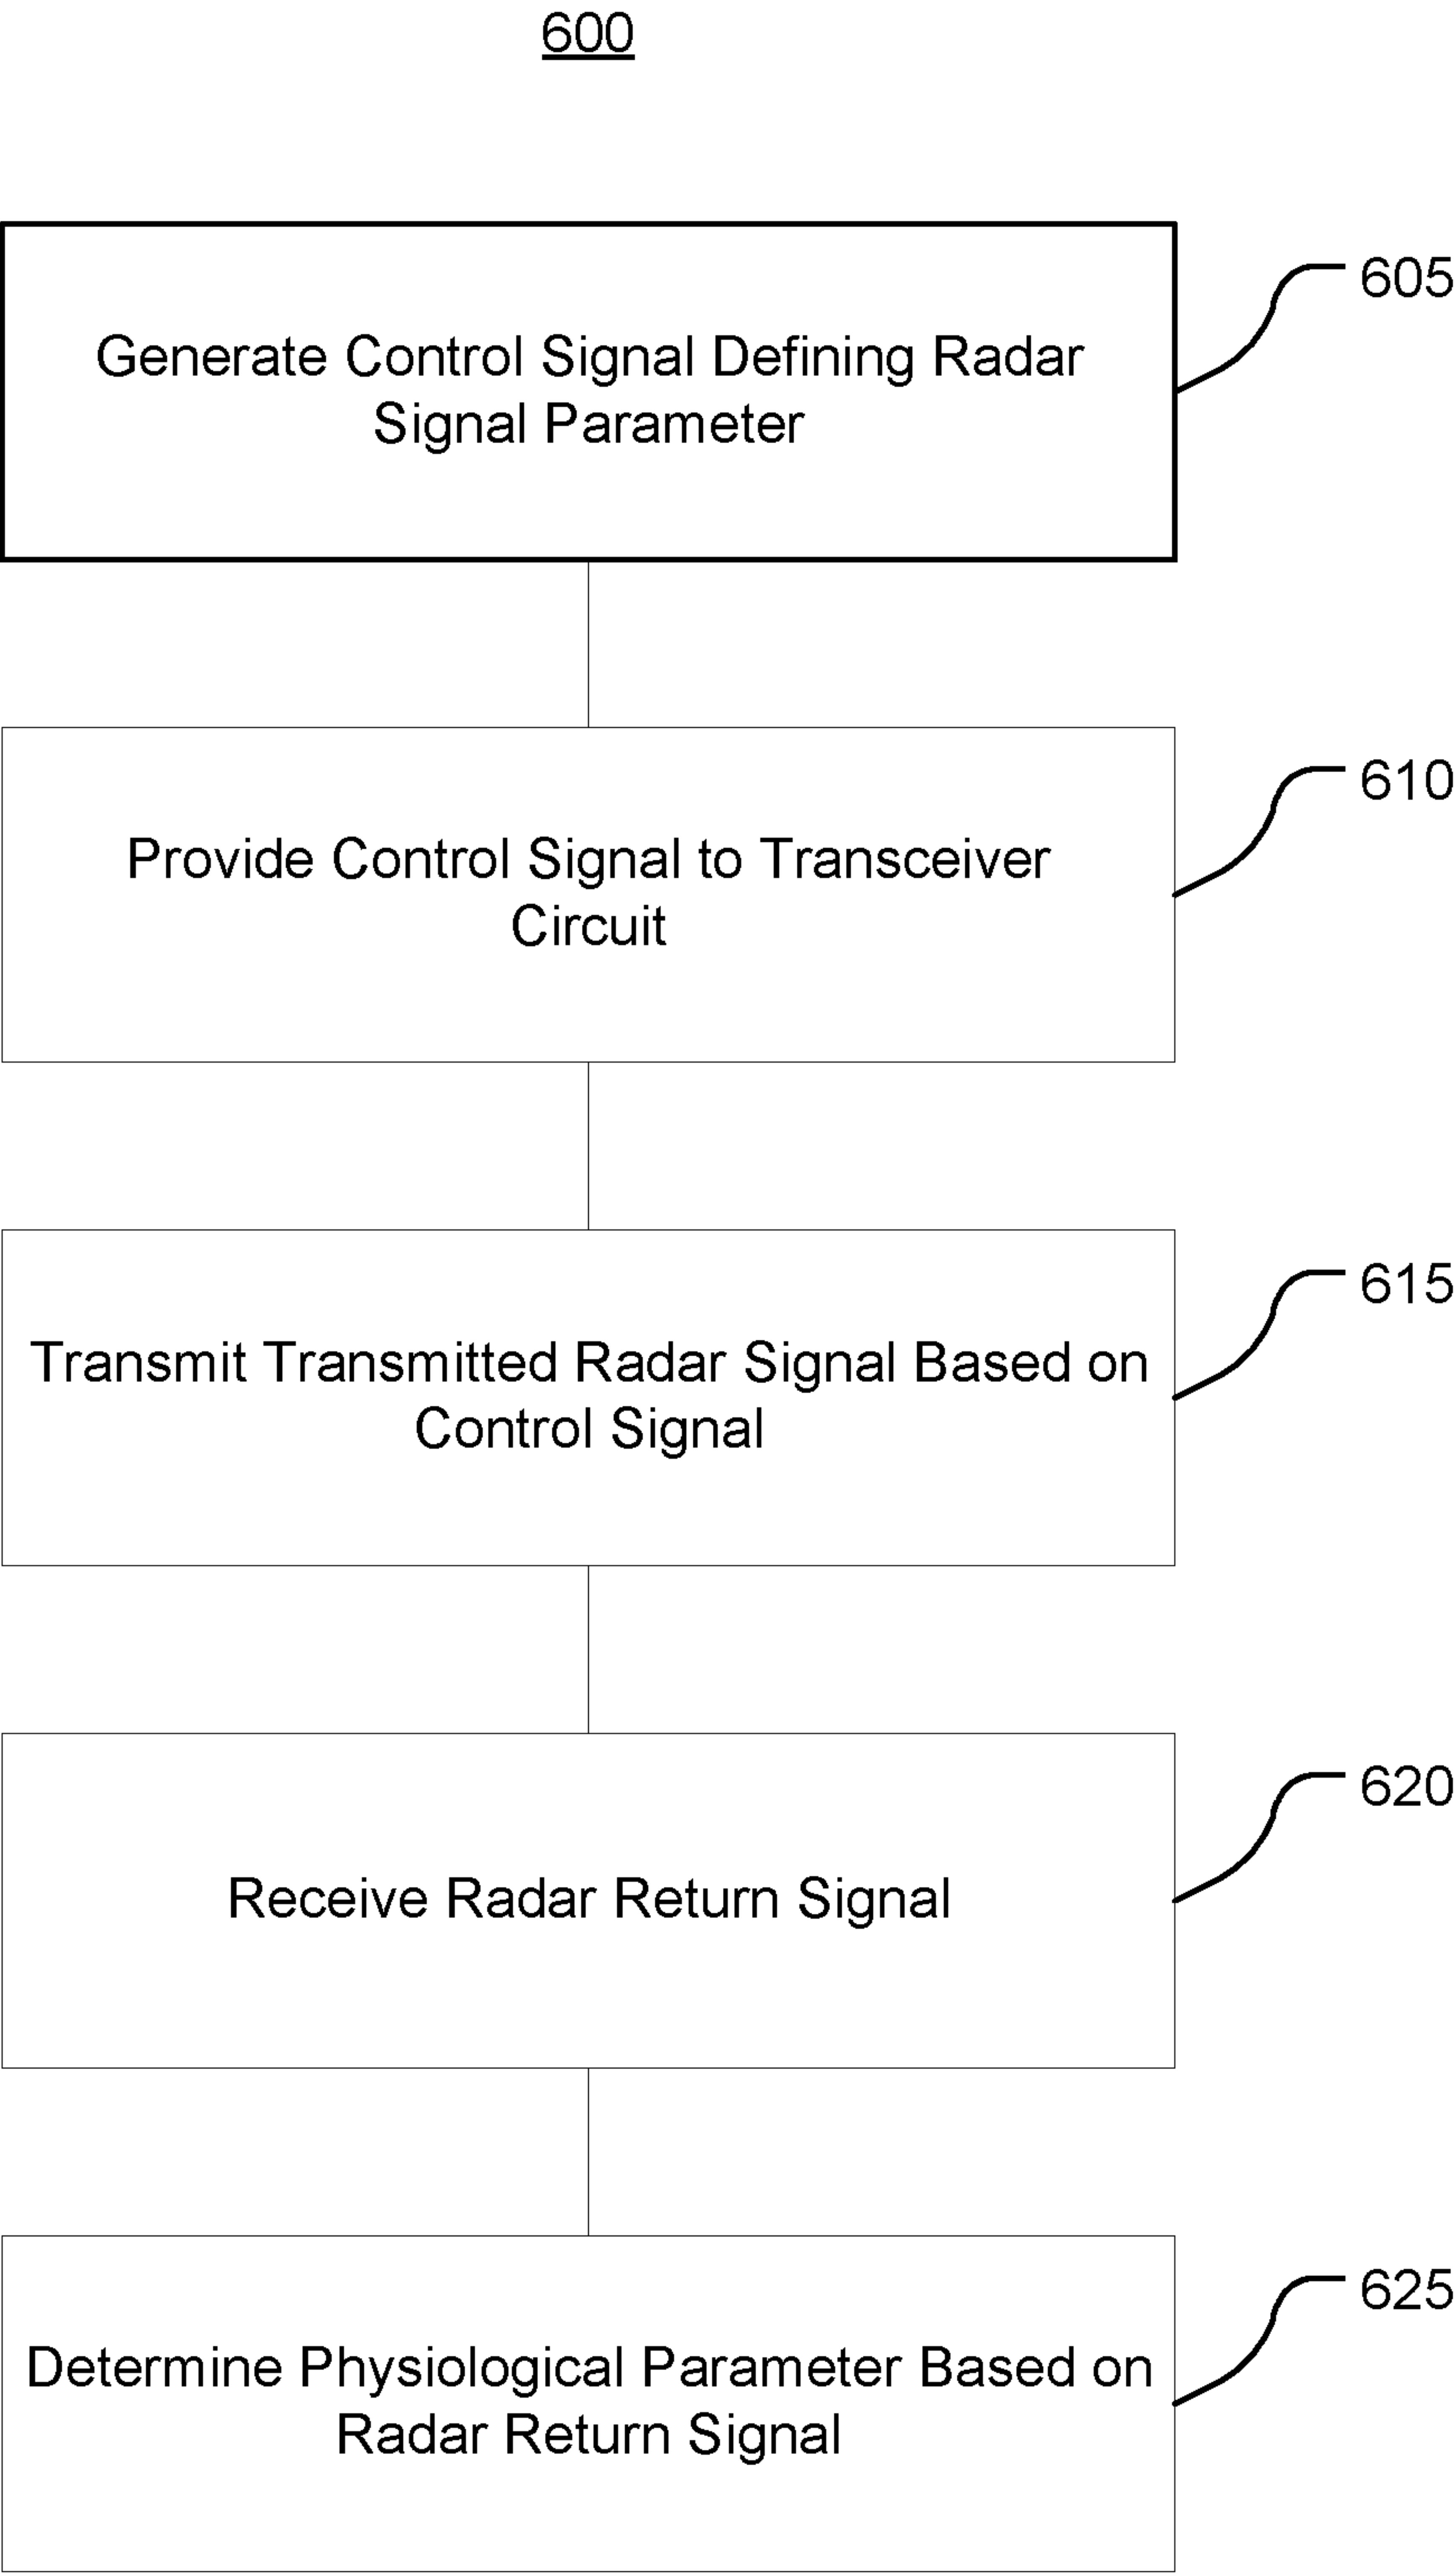 600
605
Generate Control Signal Defining Radar
Signal Parameter
610
Provide Control Signal to Transceiver
Circuit
615
Transmit Transmitted Radar Signal Based on
Control Signal
620
Receive Radar Return Signal
625
Determine Physiological Parameter Based on
Radar Return Signal